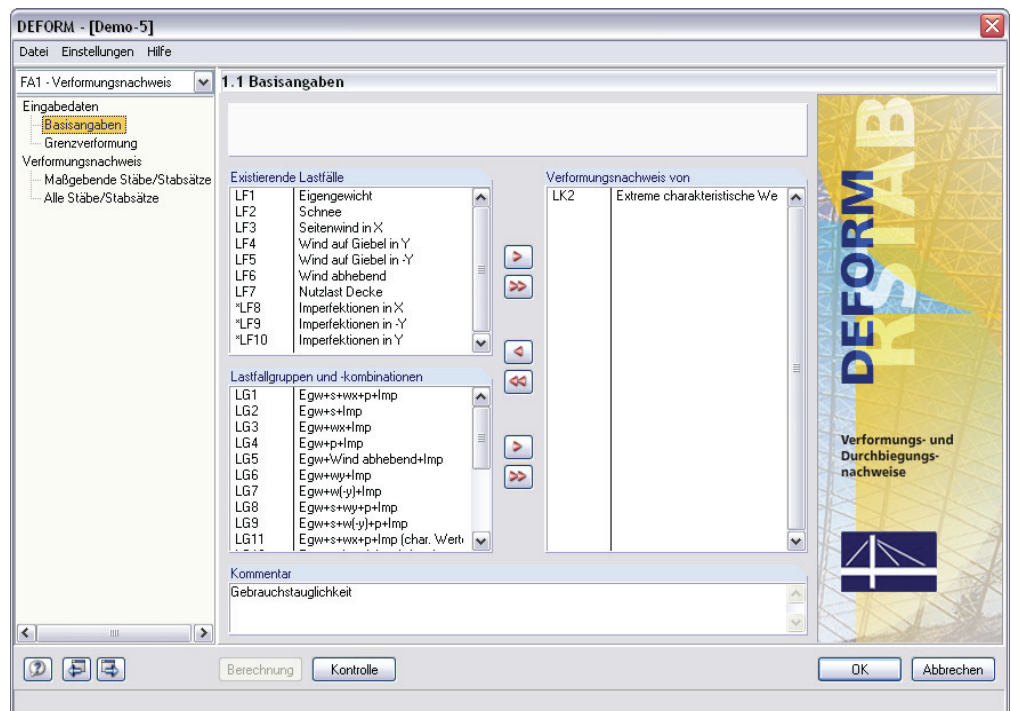 DEFORM - [Demo-5]
Datei Einstellungen Hilfe
FA1 - Verformungsnachweis
Eingabedaten
Basisangaben
Grenzverformung
Verformungsnachweis
Maßgebende Stäbe/Stabsätze
Alle Stäbe/Stabsätze
1.1 Basisangaben
Existierende Lastfälle
LF1 Eigengewicht
LF2 Schnee
LF3 Seitenwind in X
LF4 Wind auf Giebel in Y
LF5 Wind auf Giebel in -Y
LF6 Wind abhebend
LF7 Nutzlast Decke
*LF8 Imperfektionen in X
*LF9 Imperfektionen in -Y
*LF10 Imperfektionen in Y
Lastfallgruppen und -kombinationen
LG1 Egw+s+wx+p+Imp
LG2 Egw+s+Imp
LG3 Egw+wx+Imp
LG4 Egw+p+Imp
LG5 Egw+Wind abhebend+Imp
LG6 Egw+wy+Imp
LG7 Egw+w(-y)+Imp
LG8 Egw+s+wy+p+Imp
LG9 Egw+s+w(-y)+p+Imp
LG11 Egw+s+wx+p+Imp (char. Wert
Verformungsnachweis von
LK2 Extreme charakteristische We
Kommentar
Gebrauchstauglichkeit
DEFORM
RSTAB
Verformungs- und
Durchbiegungs-
nachweise
Berechnung Kontrolle OK Abbrechen